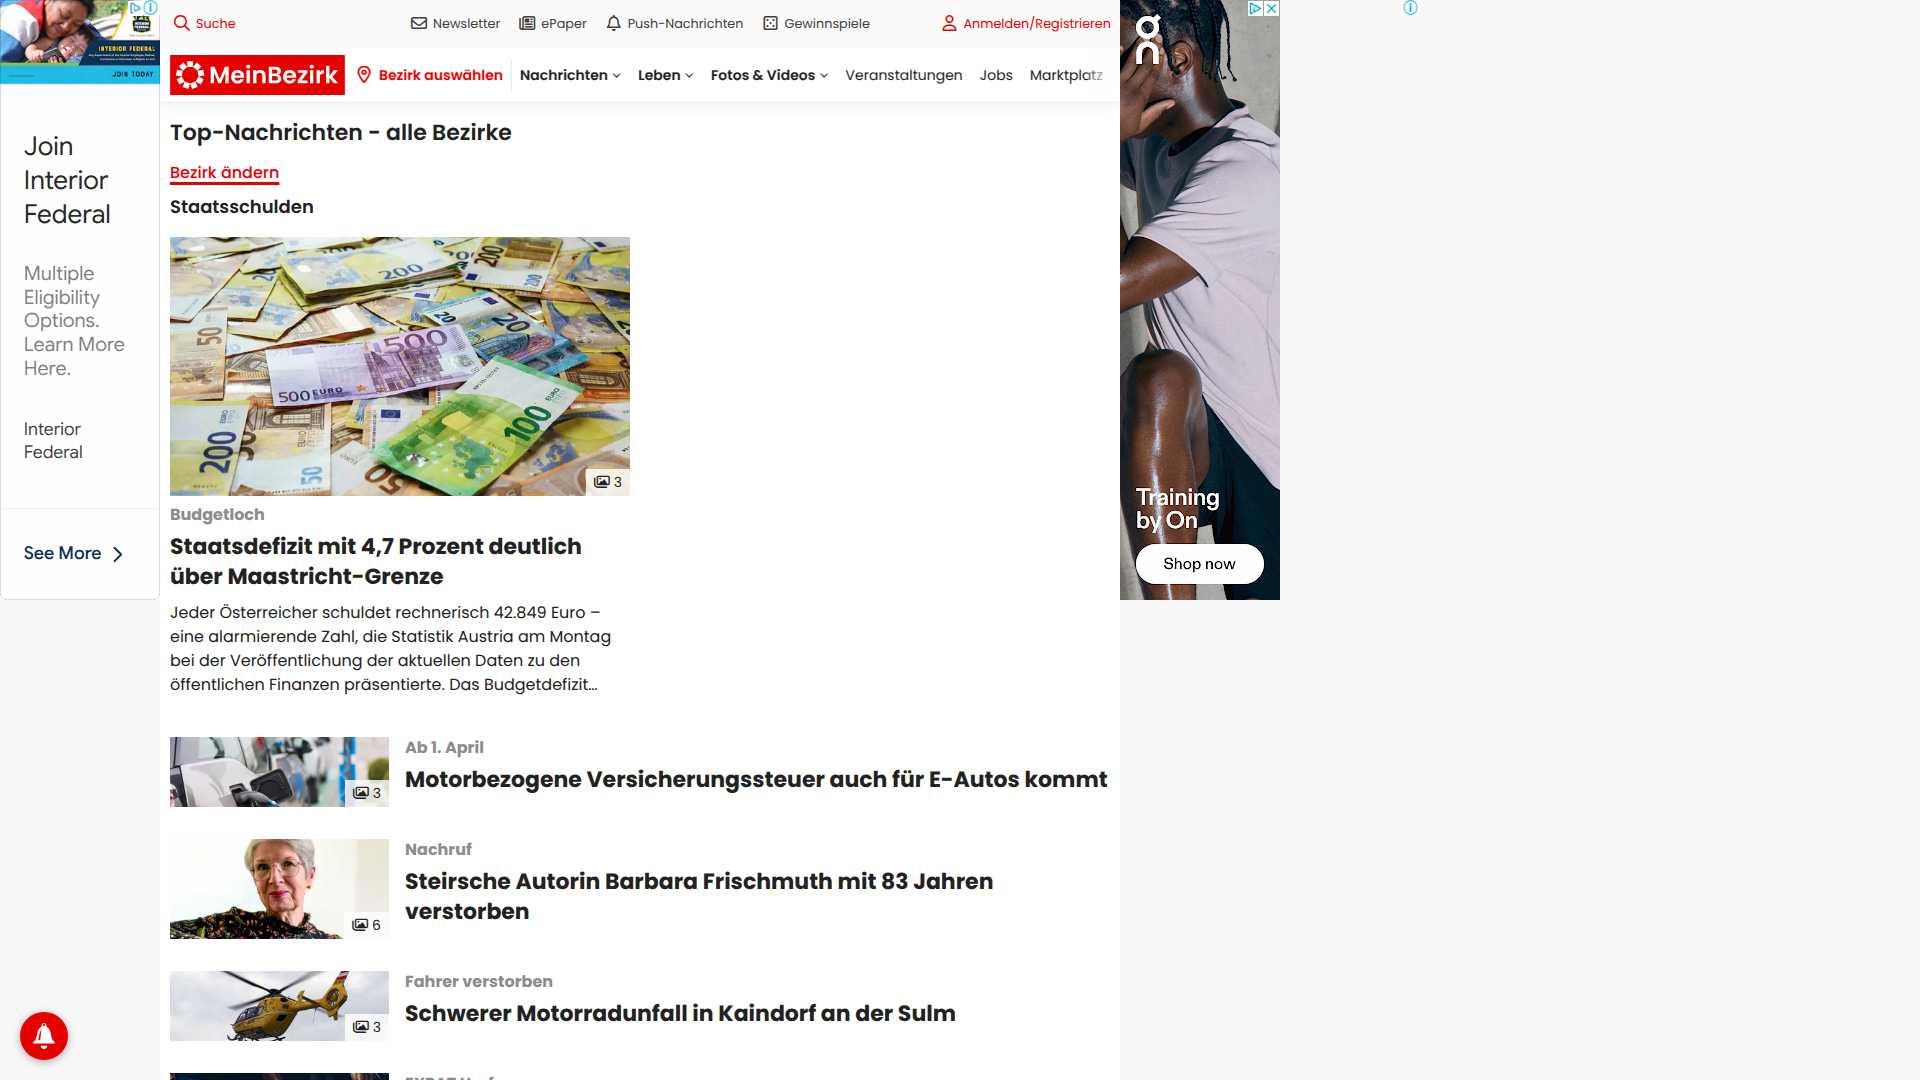 INTERIOR FEDERAL
JOIN TODAY
Join
Interior
Federal
Multiple
Eligibility
Options.
Learn More
Here.
Interior
Federal
See More
Suche
Newsletter
ePaper
Push-Nachrichten
Gewinnspiele
Anmelden/Registrieren
MeinBezirk
Bezirk auswählen
Nachrichten
Leben
Fotos & Videos
Veranstaltungen
Jobs
Marktplatz
Top-Nachrichten - alle Bezirke
Bezirk ändern
Staatsschulden
3
Budgetloch
Staatsdefizit mit 4,7 Prozent deutlich
über Maastricht-Grenze
Jeder Österreicher schuldet rechnerisch 42.849 Euro –
eine alarmierende Zahl, die Statistik Austria am Montag
bei der Veröffentlichung der aktuellen Daten zu den
öffentlichen Finanzen präsentierte. Das Budgetdefizit...
3
Ab 1. April
Motorbezogene Versicherungssteuer auch für E-Autos kommt
6
Nachruf
Steirsche Autorin Barbara Frischmuth mit 83 Jahren
verstorben
3
Fahrer verstorben
Schwerer Motorradunfall in Kaindorf an der Sulm
Training
by On
Shop now